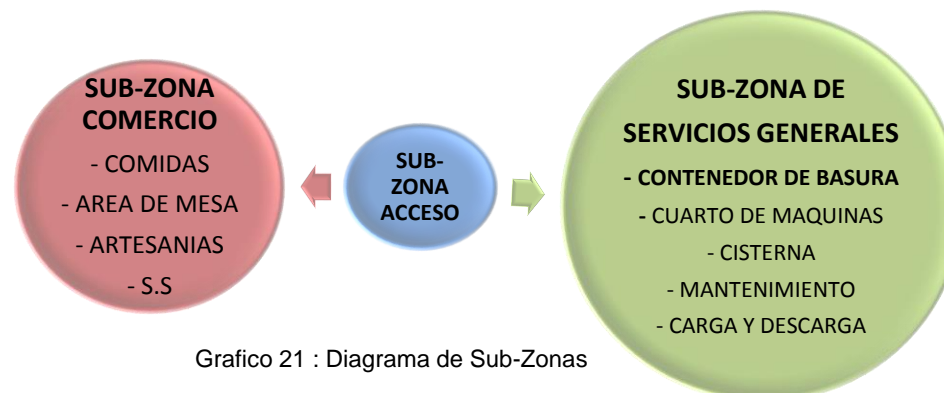 SUB-ZONA
COMERCIO
- COMIDAS
- AREA DE MESA
- ARTESANIAS
- S.S
SUB-
ZONA
ACCESO
SUB-ZONA DE
SERVICIOS GENERALES
- CONTENEDOR DE BASURA
- CUARTO DE MAQUINAS
- CISTERNA
- MANTENIMIENTO
- CARGA Y DESCARGA
Grafico 21 : Diagrama de Sub-Zonas